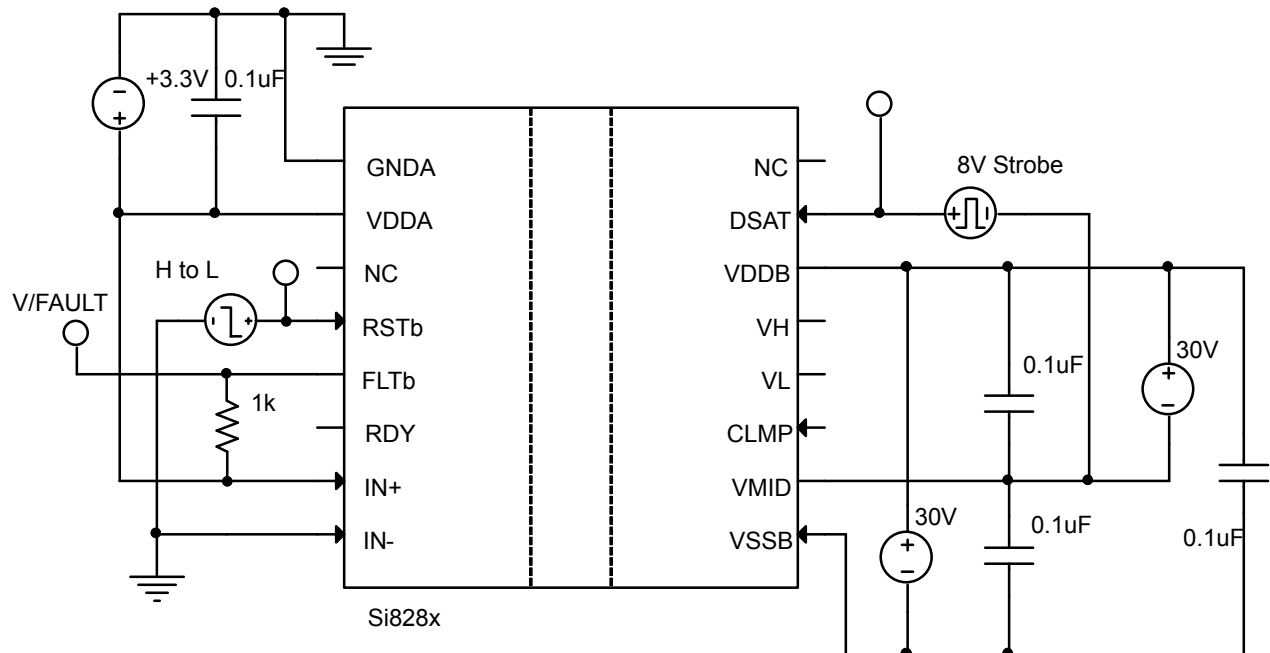 +3.3V
0.1uF
GNDA
VDDA
NC
H to L
RSTb
V/FAULT
FLTb
1k
RDY
IN+
IN-
Si828x
NC
8V Strobe
DSAT
VDDB
VH
VL
0.1uF
30V
CLMP
VMID
VSSB
30V
0.1uF
0.1uF